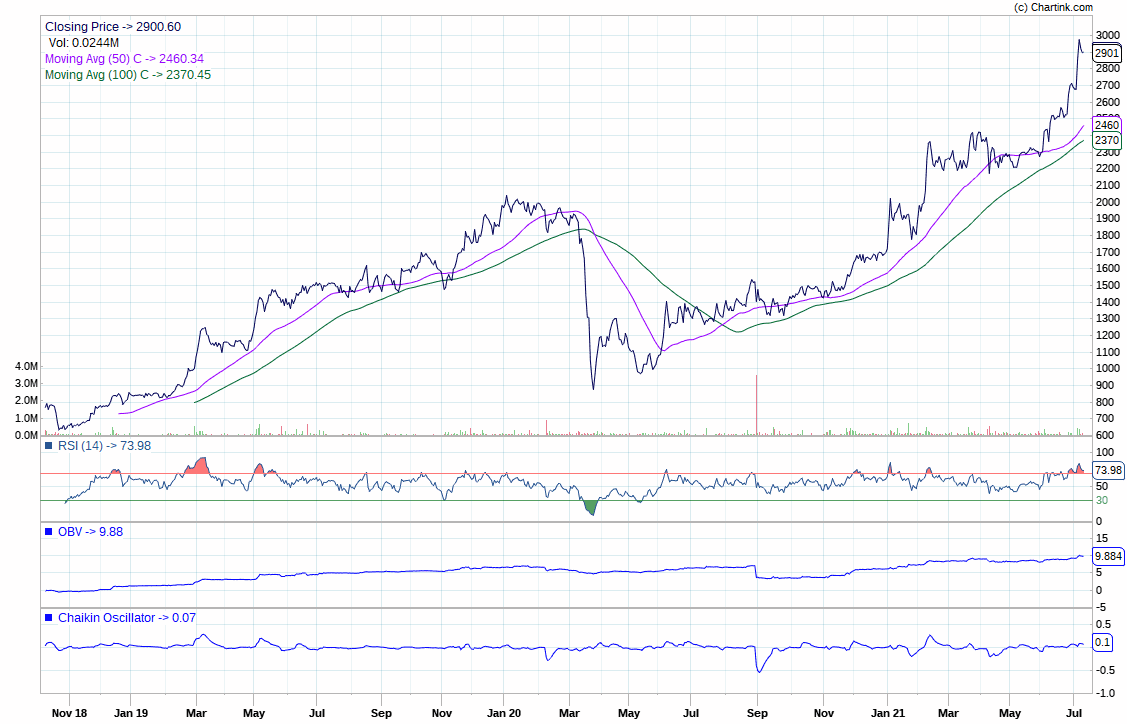 (c) Chartink.com
Closing Price -> 2900.60
Vol: 0.0244M
Moving Avg (50) C -> 2460.34
Moving Avg (100) C -> 2370.45
3000
2901
2800
2700
2600
2460
2370
2300
2200
2100
2000
1900
1800
1700
1600
1500
1400
1300
1200
1100
1000
900
800
700
600
4.0M
3.0M
2.0M
1.0M
0.0M
RSI (14) -> 73.98
100
73.98
50
30
0
OBV -> 9.88
15
9.884
5
0
-5
Chaikin Oscillator -> 0.07
0.5
0.1
-0.5
-1.0
Nov 18 Jan 19 Mar May Jul Sep Nov Jan 20 Mar May Jul Sep Nov Jan 21 Mar May Jul